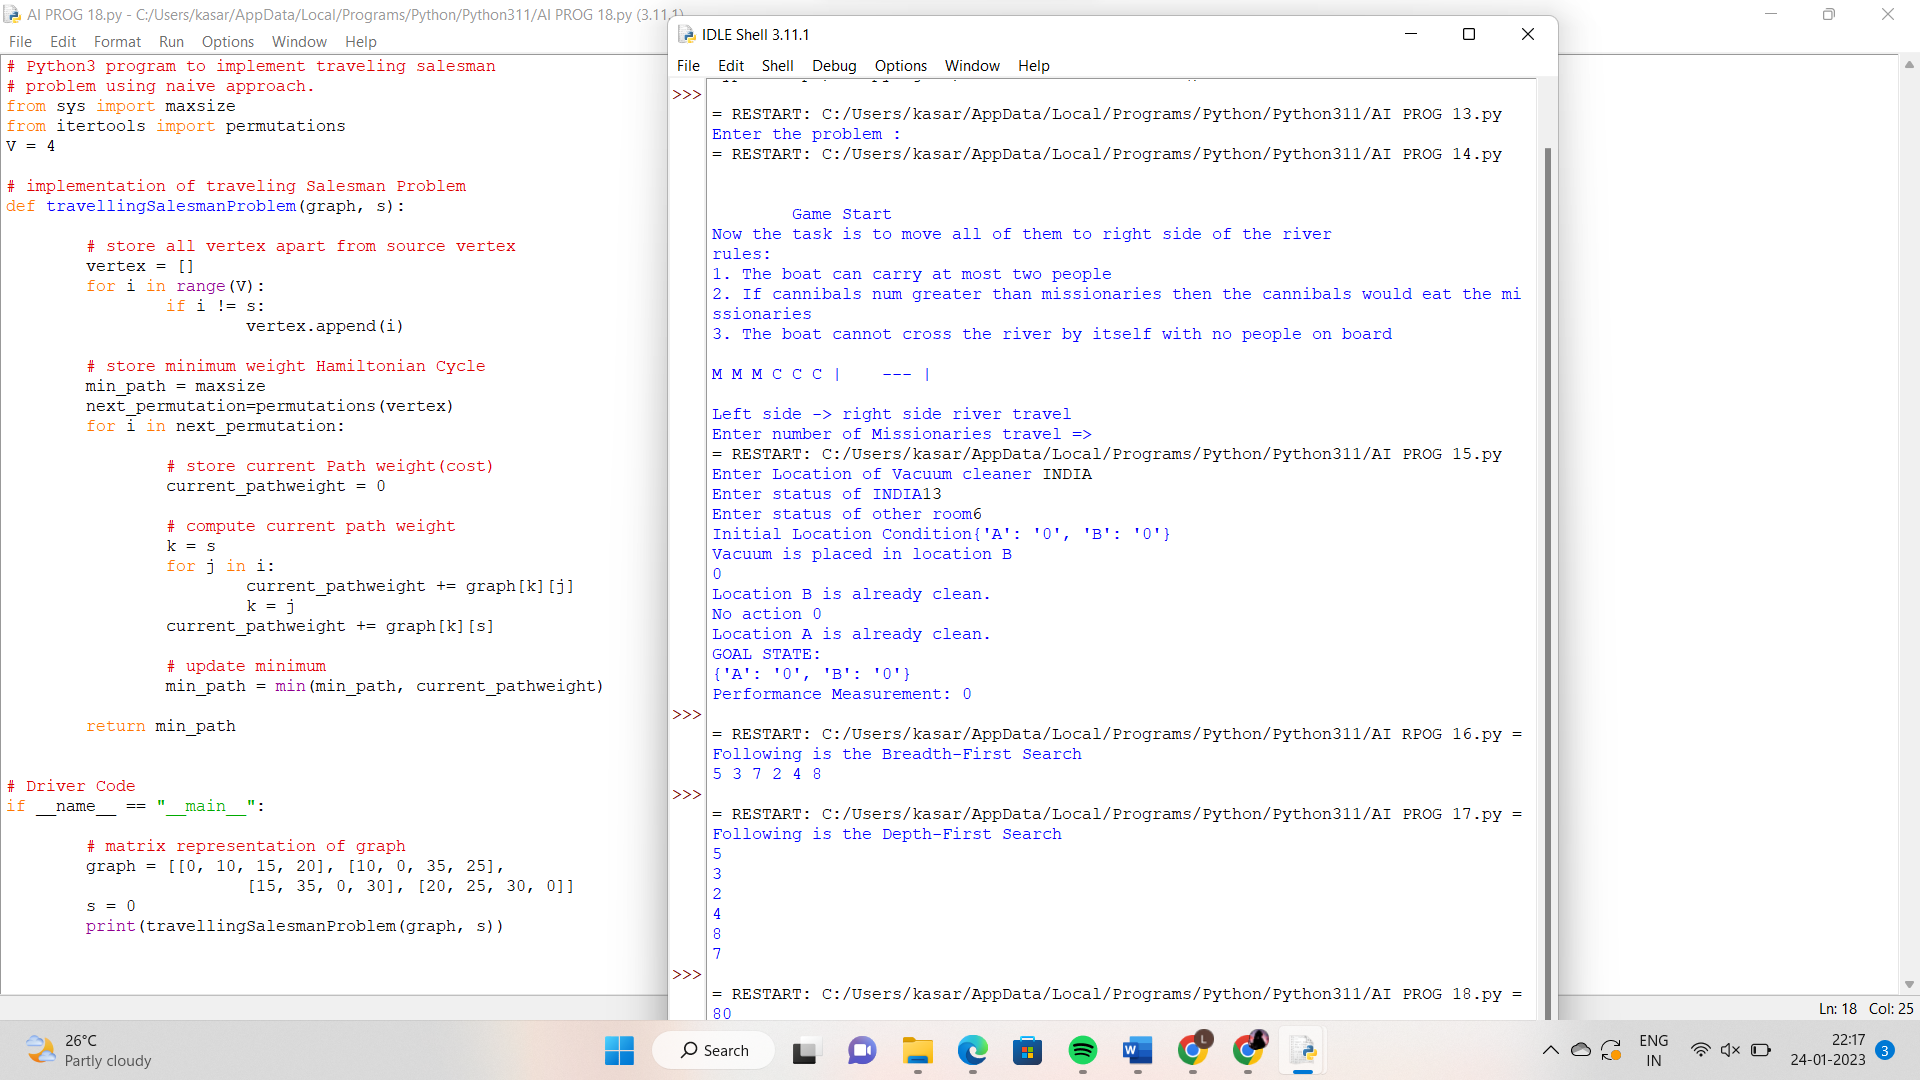 AI PROG 18.py - C:/Users/kasar/AppData/Local/Programs/Python/Python311/AI PROG 18.py (3.11.1)
File Edit Format Run Options Window Help
# Python3 program to implement traveling salesman
# problem using naive approach.
from sys import maxsize
from itertools import permutations
V = 4
# implementation of traveling Salesman Problem
def travellingSalesmanProblem(graph, s):
# store all vertex apart from source vertex
vertex = []
for i in range(V):
if i != s:
vertex.append(i)
# store minimum weight Hamiltonian Cycle
min_path = maxsize
next_permutation=permutations(vertex)
for i in next_permutation:
# store current Path weight(cost)
current_pathweight = 0
# compute current path weight
k = s
for j in i:
current_pathweight += graph[k][j]
k = j
current_pathweight += graph[k][s]
# update minimum
min_path = min(min_path, current_pathweight)
return min_path
# Driver Code
if __name__ == "__main__":
# matrix representation of graph
graph = [[0, 10, 15, 20], [10, 0, 35, 25],
[15, 35, 0, 30], [20, 25, 30, 0]]
s = 0
print(travellingSalesmanProblem(graph, s))
IDLE Shell 3.11.1
File Edit Shell Debug Options Window Help
>>>
= RESTART: C:/Users/kasar/AppData/Local/Programs/Python/Python311/AI PROG 13.py
Enter the problem :
= RESTART: C:/Users/kasar/AppData/Local/Programs/Python/Python311/AI PROG 14.py
Game Start
Now the task is to move all of them to right side of the river
rules:
1. The boat can carry at most two people
2. If cannibals num greater than missionaries then the cannibals would eat the mi
ssionaries
3. The boat cannot cross the river by itself with no people on board
M M M C C C |    --- |
Left side -> right side river travel
Enter number of Missionaries travel =>
= RESTART: C:/Users/kasar/AppData/Local/Programs/Python/Python311/AI PROG 15.py
Enter Location of Vacuum cleaner INDIA
Enter status of INDIA13
Enter status of other room6
Initial Location Condition{'A': '0', 'B': '0'}
Vacuum is placed in location B
0
Location B is already clean.
No action 0
Location A is already clean.
GOAL STATE:
{'A': '0', 'B': '0'}
Performance Measurement: 0
>>>
= RESTART: C:/Users/kasar/AppData/Local/Programs/Python/Python311/AI RPOG 16.py =
Following is the Breadth-First Search
5 3 7 2 4 8
>>>
= RESTART: C:/Users/kasar/AppData/Local/Programs/Python/Python311/AI PROG 17.py =
Following is the Depth-First Search
5
3
2
4
8
7
>>>
= RESTART: C:/Users/kasar/AppData/Local/Programs/Python/Python311/AI PROG 18.py =
80
Ln: 18 Col: 25
26°C
Partly cloudy
Search
ENG
IN
22:17
24-01-2023
3